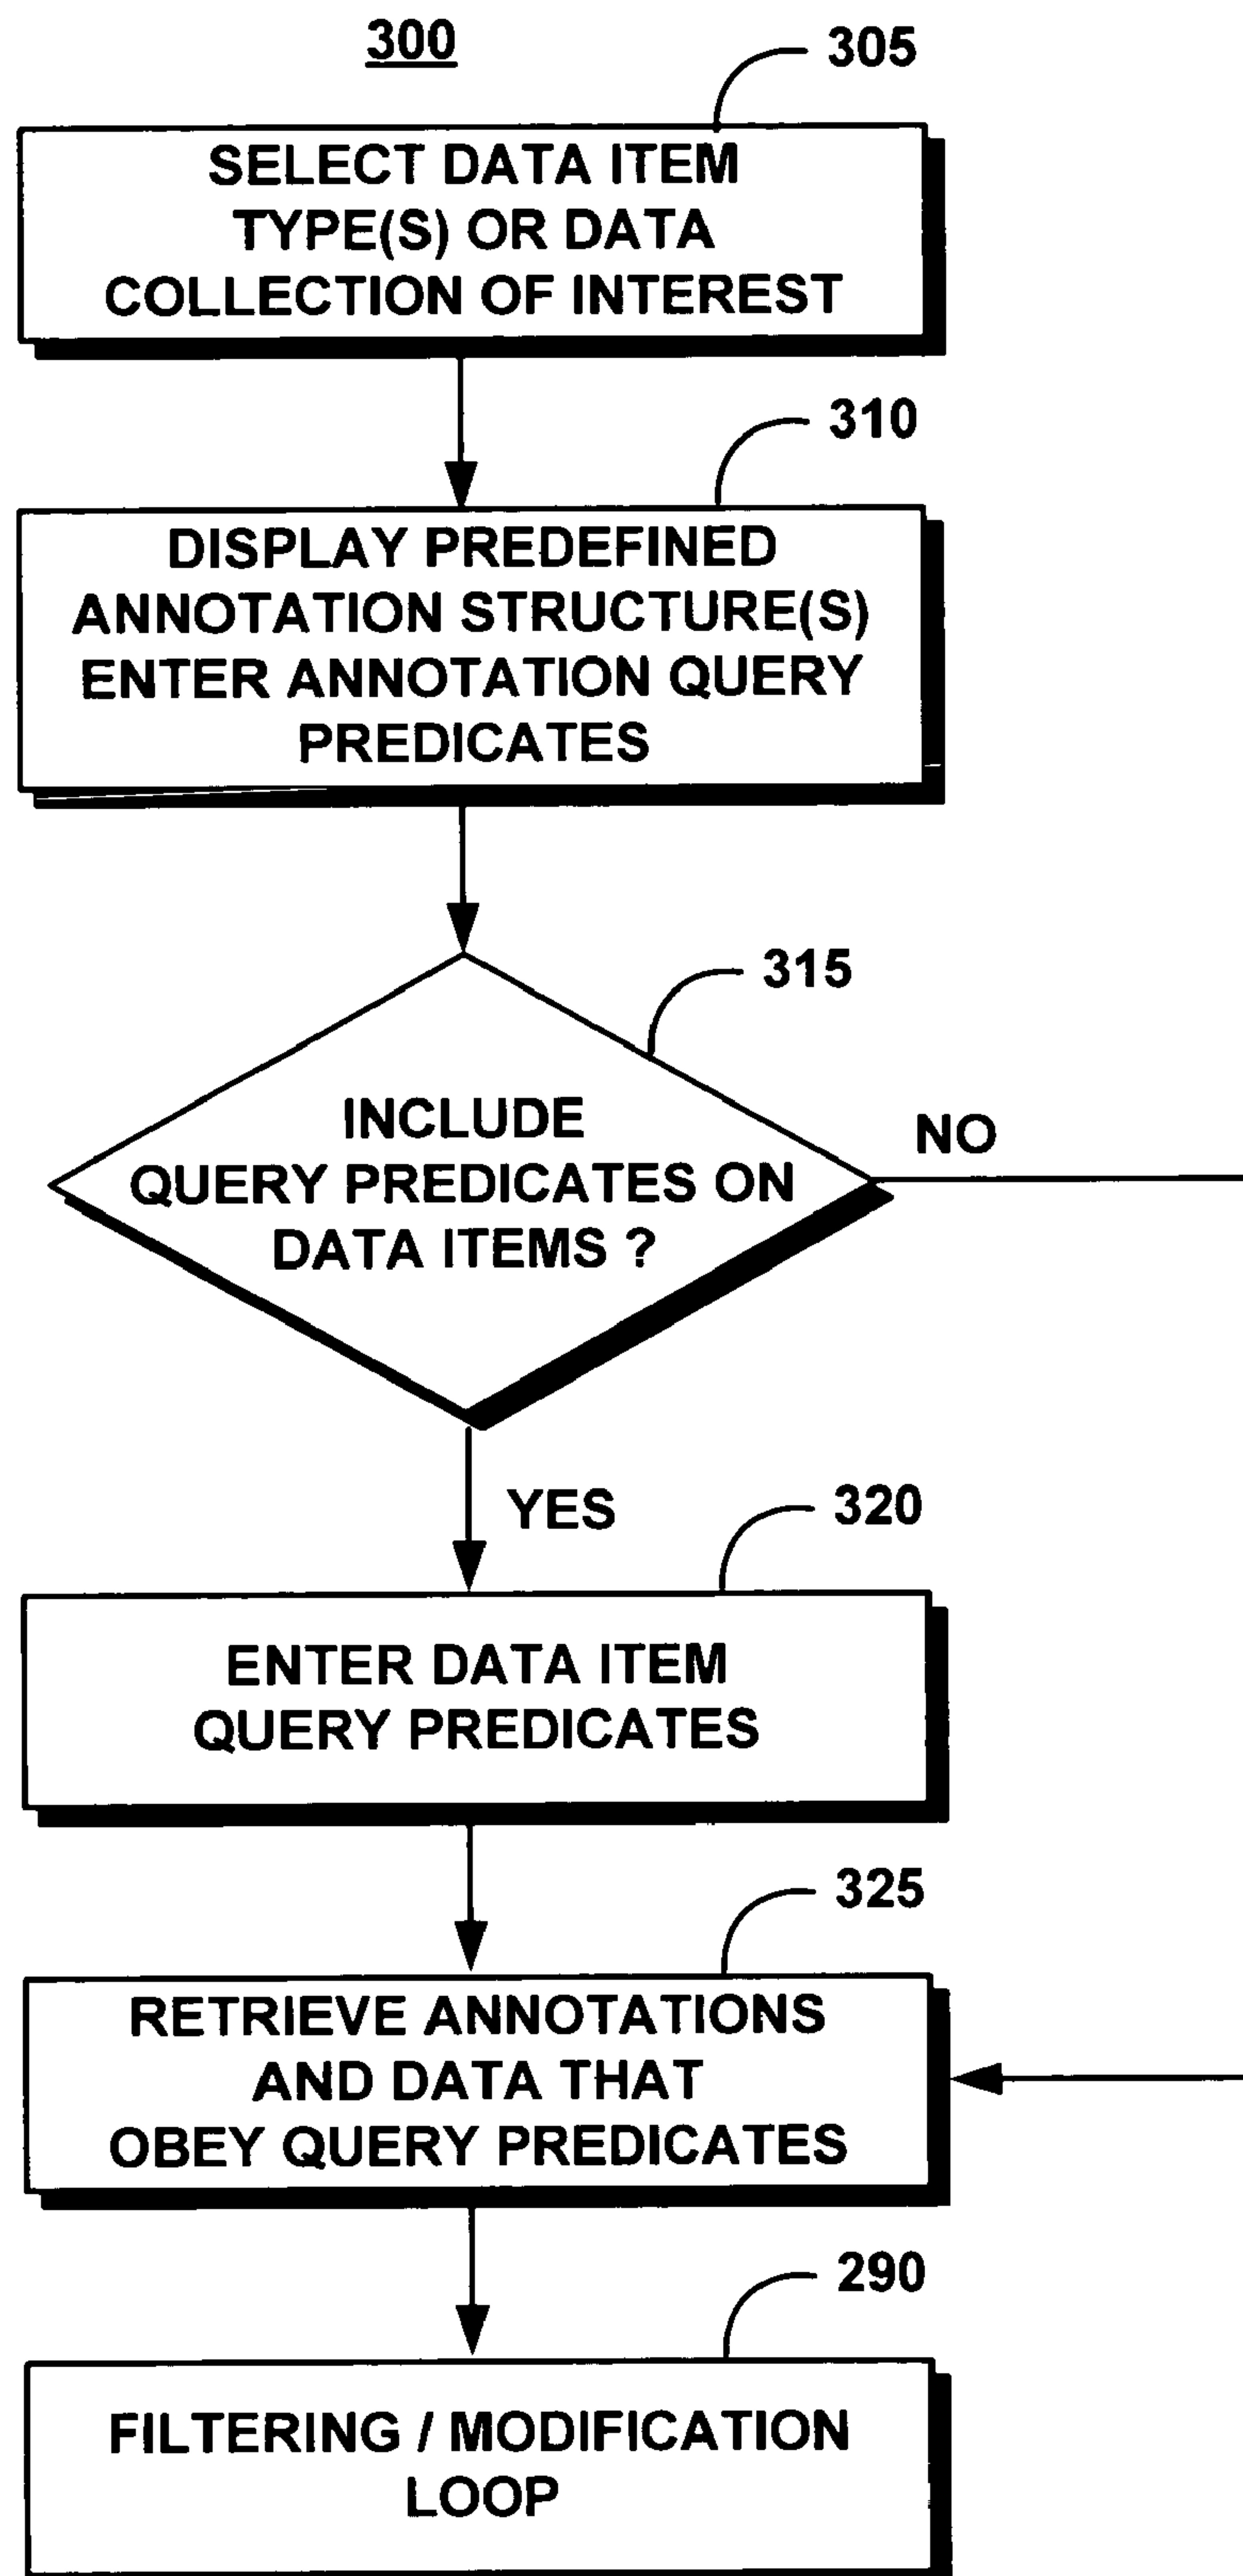 300
305
SELECT DATA ITEM
TYPE(S) OR DATA
COLLECTION OF INTEREST
310
DISPLAY PREDEFINED
ANNOTATION STRUCTURE(S)
ENTER ANNOTATION QUERY
PREDICATES
315
INCLUDE
QUERY PREDICATES ON
DATA ITEMS ?
NO
YES
320
ENTER DATA ITEM
QUERY PREDICATES
325
RETRIEVE ANNOTATIONS
AND DATA THAT
OBEY QUERY PREDICATES
290
FILTERING / MODIFICATION
LOOP